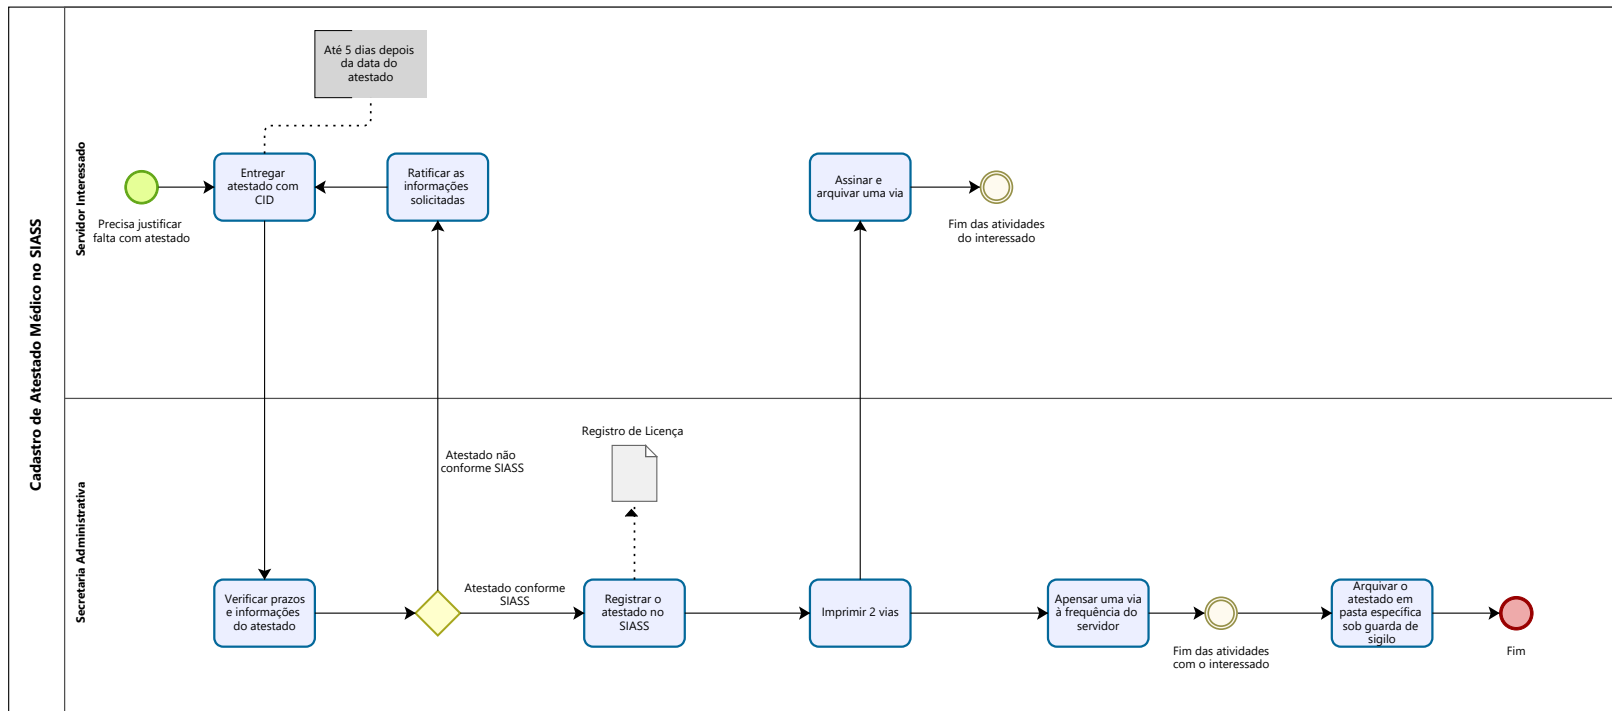 Cadastro de Atestado Médico no SIASS
Servidor Interessado
Até 5 dias depois
da data do
atestado
Precisa justificar
falta com atestado
Entregar
atestado com
CID
Ratificar as
informações
solicitadas
Assinar e
arquivar uma via
Fim das atividades
do interessado
Secretaria Administrativa
Verificar prazos
e informações
do atestado
Atestado não
conforme SIASS
Atestado conforme
SIASS
Registro de Licença
Registrar o
atestado no
SIASS
Imprimir 2 vias
Apensar uma via
à frequência do
servidor
Fim das atividades
com o interessado
Arquivar o
atestado em
pasta específica
sob guarda de
sigilo
Fim